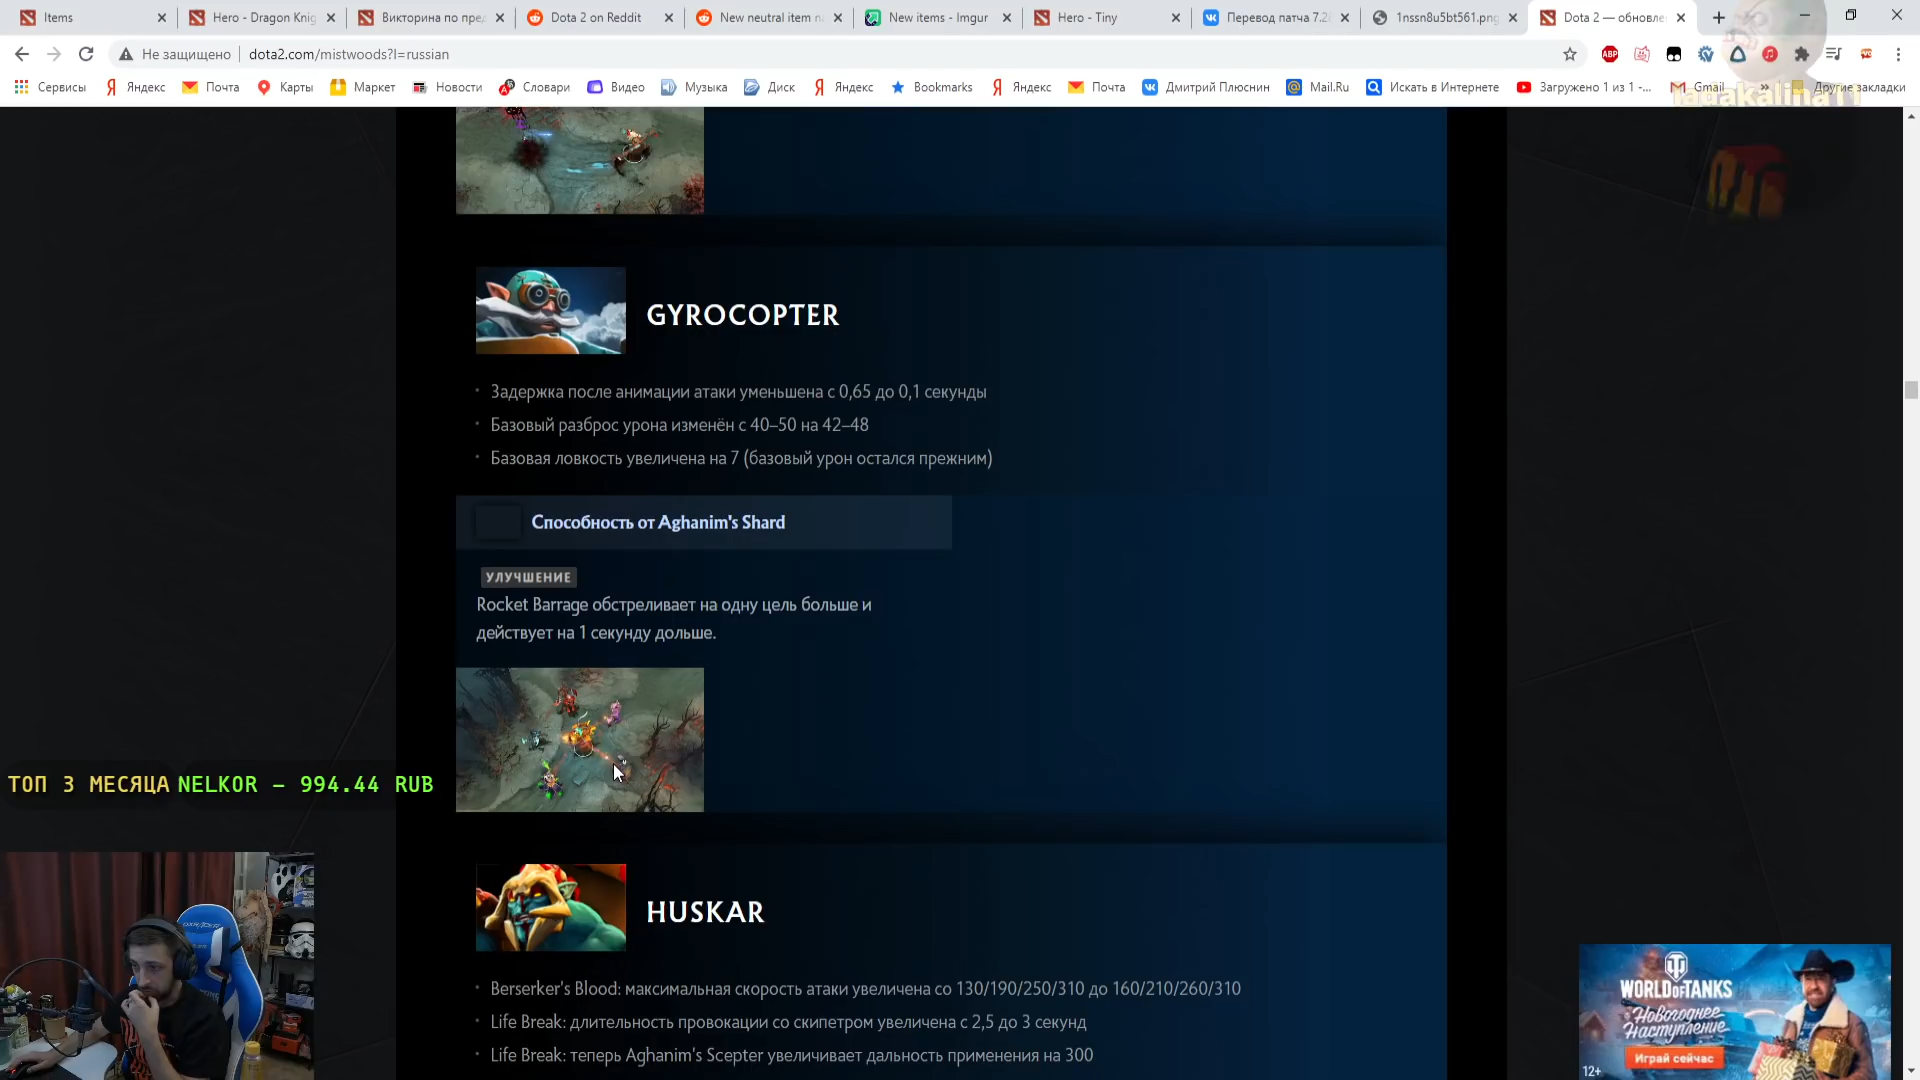 Items
Hero - Dragon Knig
Викторина по пред
Dota 2 on Reddit
New neutral item n
New items - Imgur
Hero - Tiny
Перевод патча 7.2
1nssn8u5bt561.png
Dota 2 — обновле
Не защищено
dota2.com/mistwoods?l=russian
Сервисы
Яндекс
Почта
Карты
Маркет
Новости
Словари
Видео
Музыка
Диск
Яндекс
Bookmarks
Яндекс
Почта
Дмитрий Плюснин
Mail.Ru
Искать в Интернете
Загружено 1 из 1 -...
Gmail
»
Другие закладки
GYROCOPTER
Задержка после анимации атаки уменьшена с 0,65 до 0,1 секунды
Базовый разброс урона изменён с 40–50 на 42–48
Базовая ловкость увеличена на 7 (базовый урон остался прежним)
Способность от Aghanim's Shard
УЛУЧШЕНИЕ
Rocket Barrage обстреливает на одну цель больше и
действует на 1 секунду дольше.
ТОП 3 МЕСЯЦА NELKOR – 994.44 RUB
HUSKAR
Berserker's Blood: максимальная скорость атаки увеличена со 130/190/250/310 до 160/210/260/310
Life Break: длительность провокации со скипетром увеличена с 2,5 до 3 секунд
Life Break: теперь Aghanim's Scepter увеличивает дальность применения на 300
WORLD OF TANKS
Новогоднее
Наступление
Играй сейчас
12+